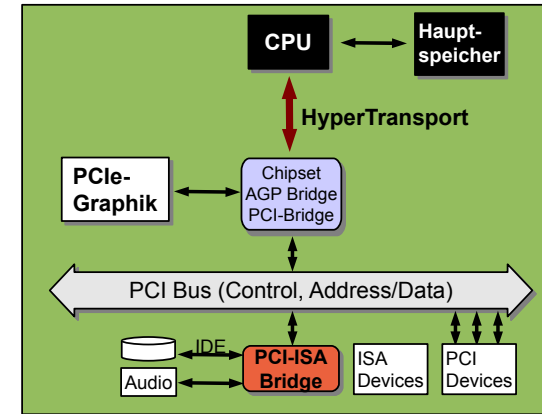 CPU
Haupt-
speicher
HyperTransport
PCIe-
Graphik
Chipset
AGP Bridge
PCI-Bridge
PCI Bus (Control, Address/Data)
IDE
Audio
PCI-ISA
Bridge
ISA
Devices
PCI
Devices